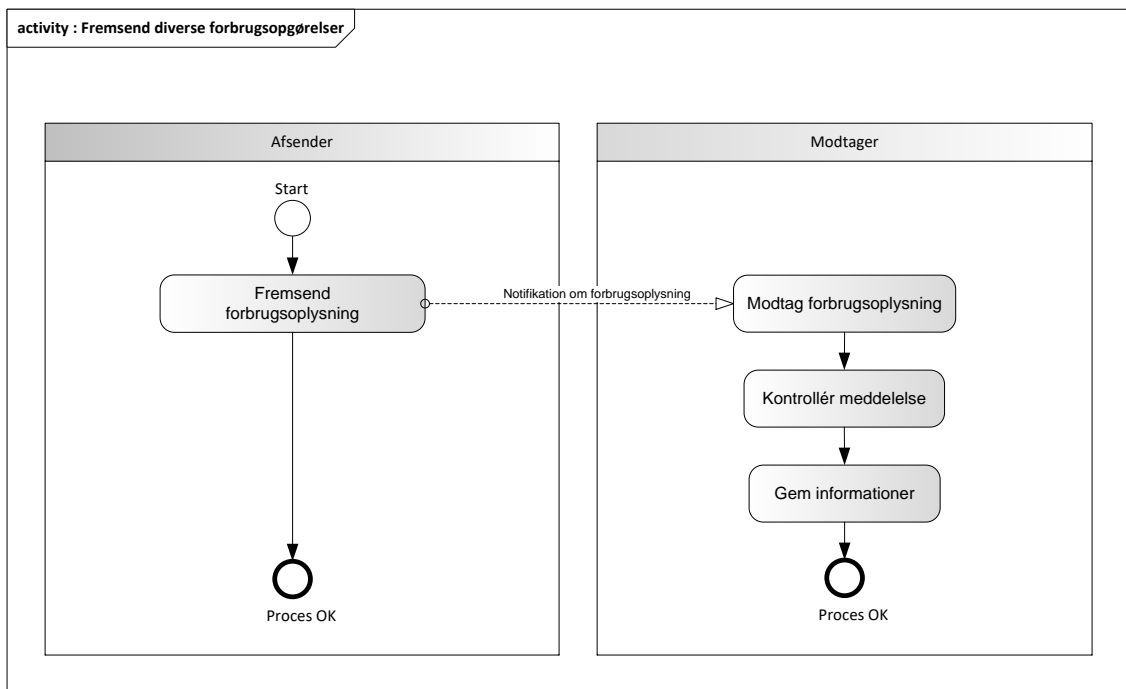 activity : Fremsend diverse forbrugsopgørelser
Afsender
Modtager
Start
Fremsend
forbrugsoplysning
Notifikation om forbrugsoplysning
Modtag forbrugsoplysning
Kontrollér meddelelse
Gem informationer
Proces OK
Proces OK